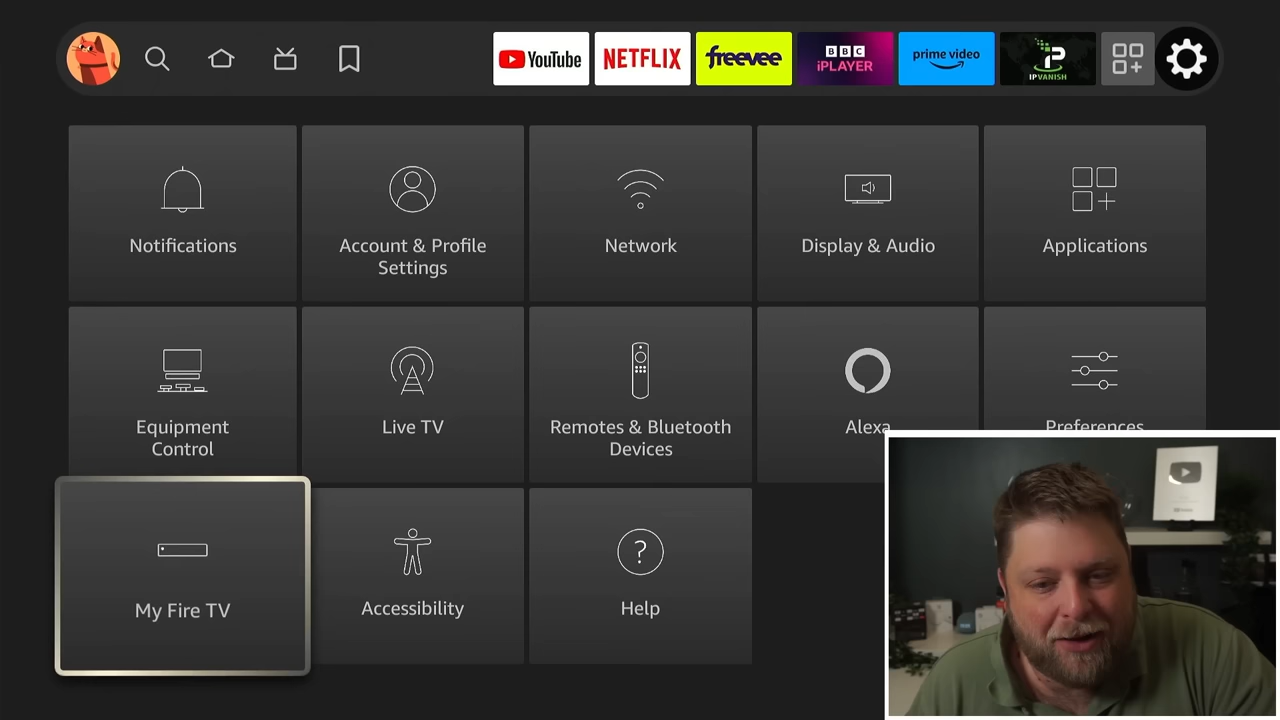 YouTube
NETFLIX
freevee
BBC
iPLAYER
prime video
IPVANISH
Notifications
Account & Profile
Settings
Network
Display & Audio
Applications
Equipment
Control
Live TV
Remotes & Bluetooth
Devices
Alexa
Preferences
My Fire TV
Accessibility
? 
Help